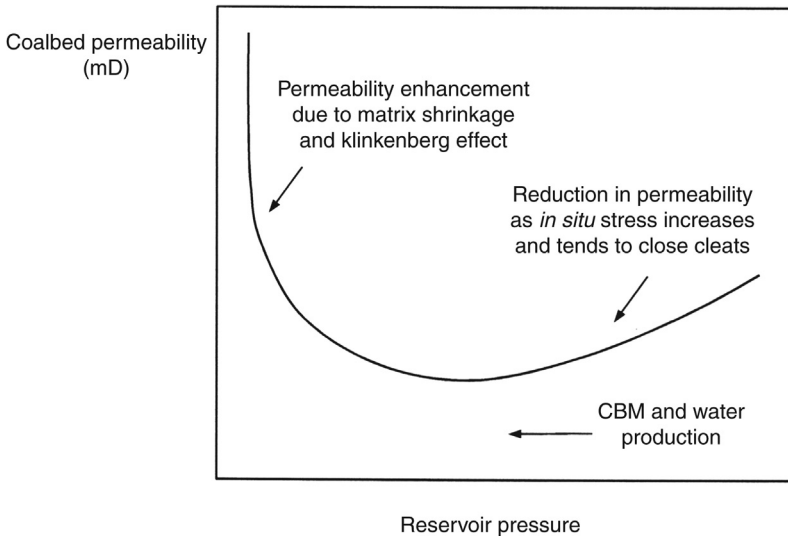 Coalbed permeability
(mD)
Permeability enhancement
due to matrix shrinkage
and klinkenberg effect
Reduction in permeability
as in situ stress increases
and tends to close cleats
CBM and water
production
Reservoir pressure